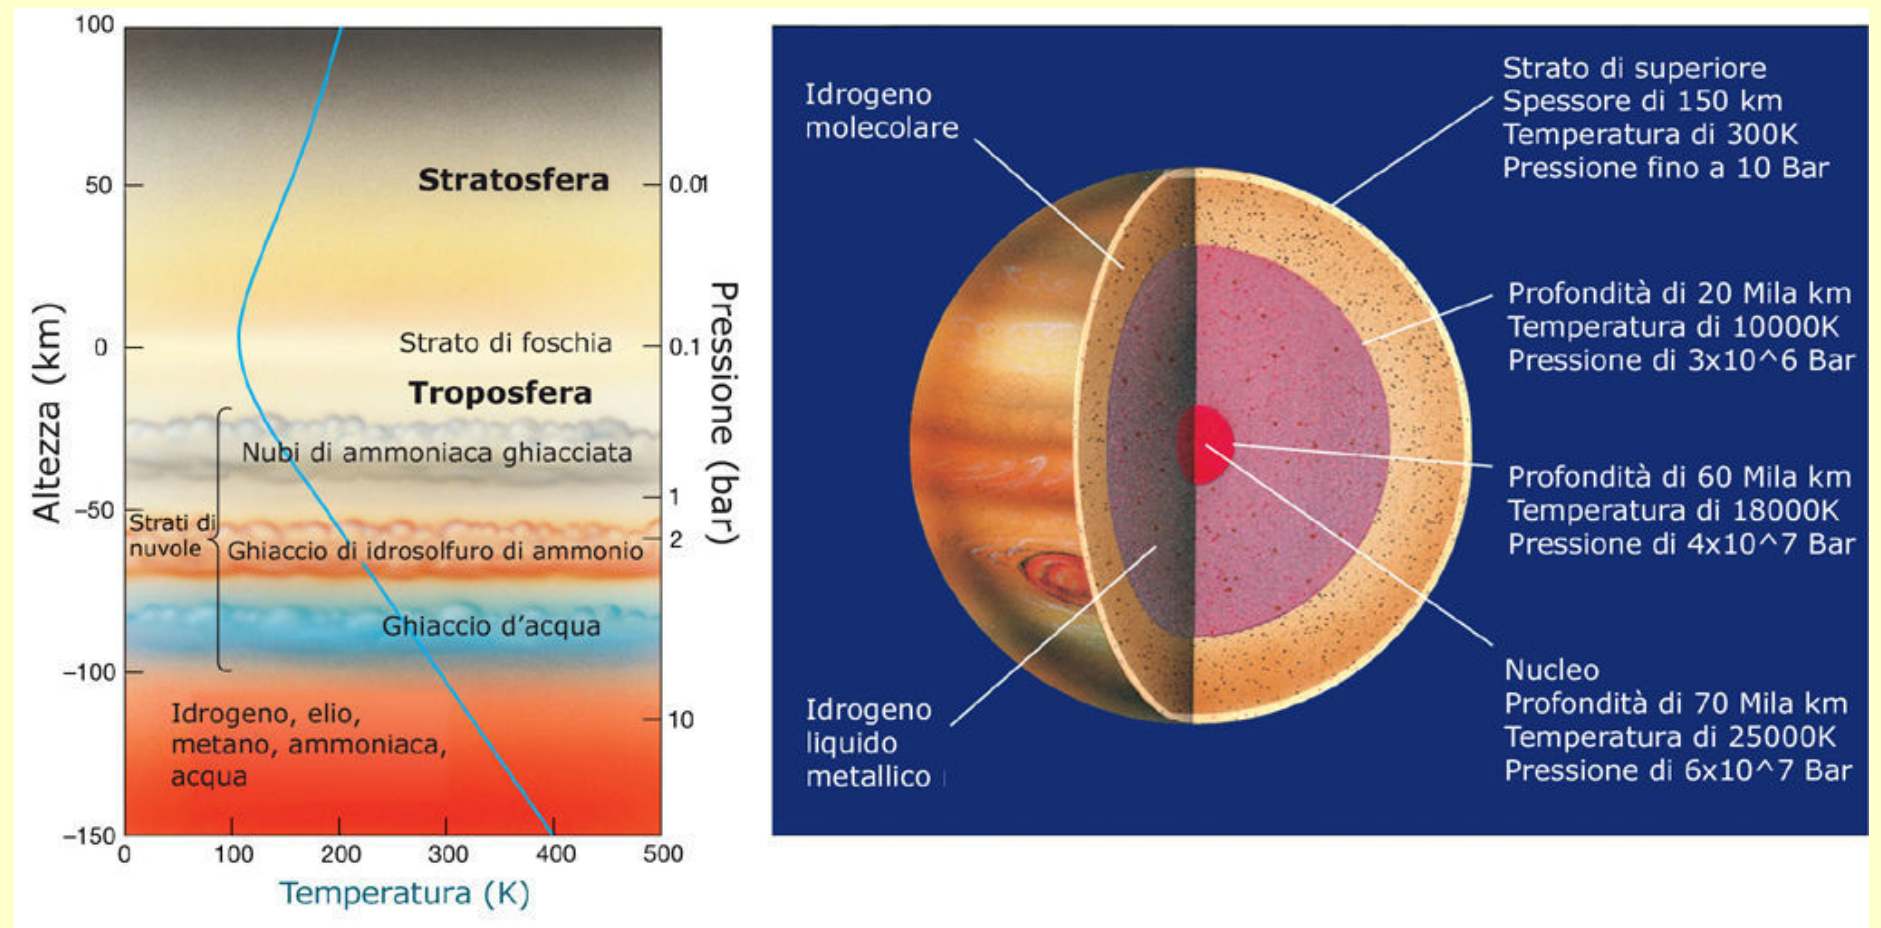 100
50
0
−50
−100
−150
Altezza (km)
Stratosfera
Strato di foschia
Troposfera
Nubi di ammoniaca ghiacciata
Strati di
nuvole
Ghiaccio di idrosolfuro di ammonio
Ghiaccio d'acqua
Idrogeno, elio,
metano, ammoniaca,
acqua
0.1
1
2
10
Pressione (bar)
0
100
200
300
400
500
Temperatura (K)
Idrogeno
molecolare
Idrogeno
liquido
metallico
Strato di superiore
Spessore di 150 km
Temperatura di 300K
Pressione fino a 10 Bar
Profondità di 20 Mila km
Temperatura di 10000K
Pressione di 3x10^6 Bar
Profondità di 60 Mila km
Temperatura di 18000K
Pressione di 4x10^7 Bar
Nucleo
Profondità di 70 Mila km
Temperatura di 25000K
Pressione di 6x10^7 Bar